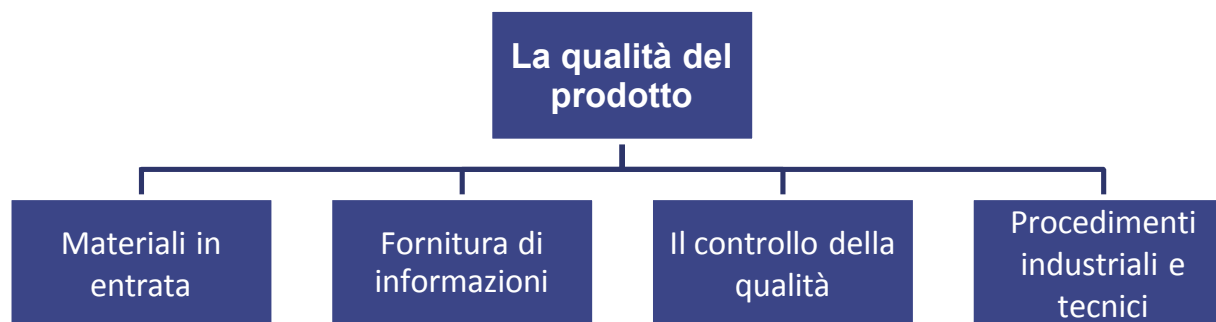 La qualità del
prodotto
Materiali in
entrata
Fornitura di
informazioni
Il controllo della
qualità
Procedimenti
industriali e
tecnici